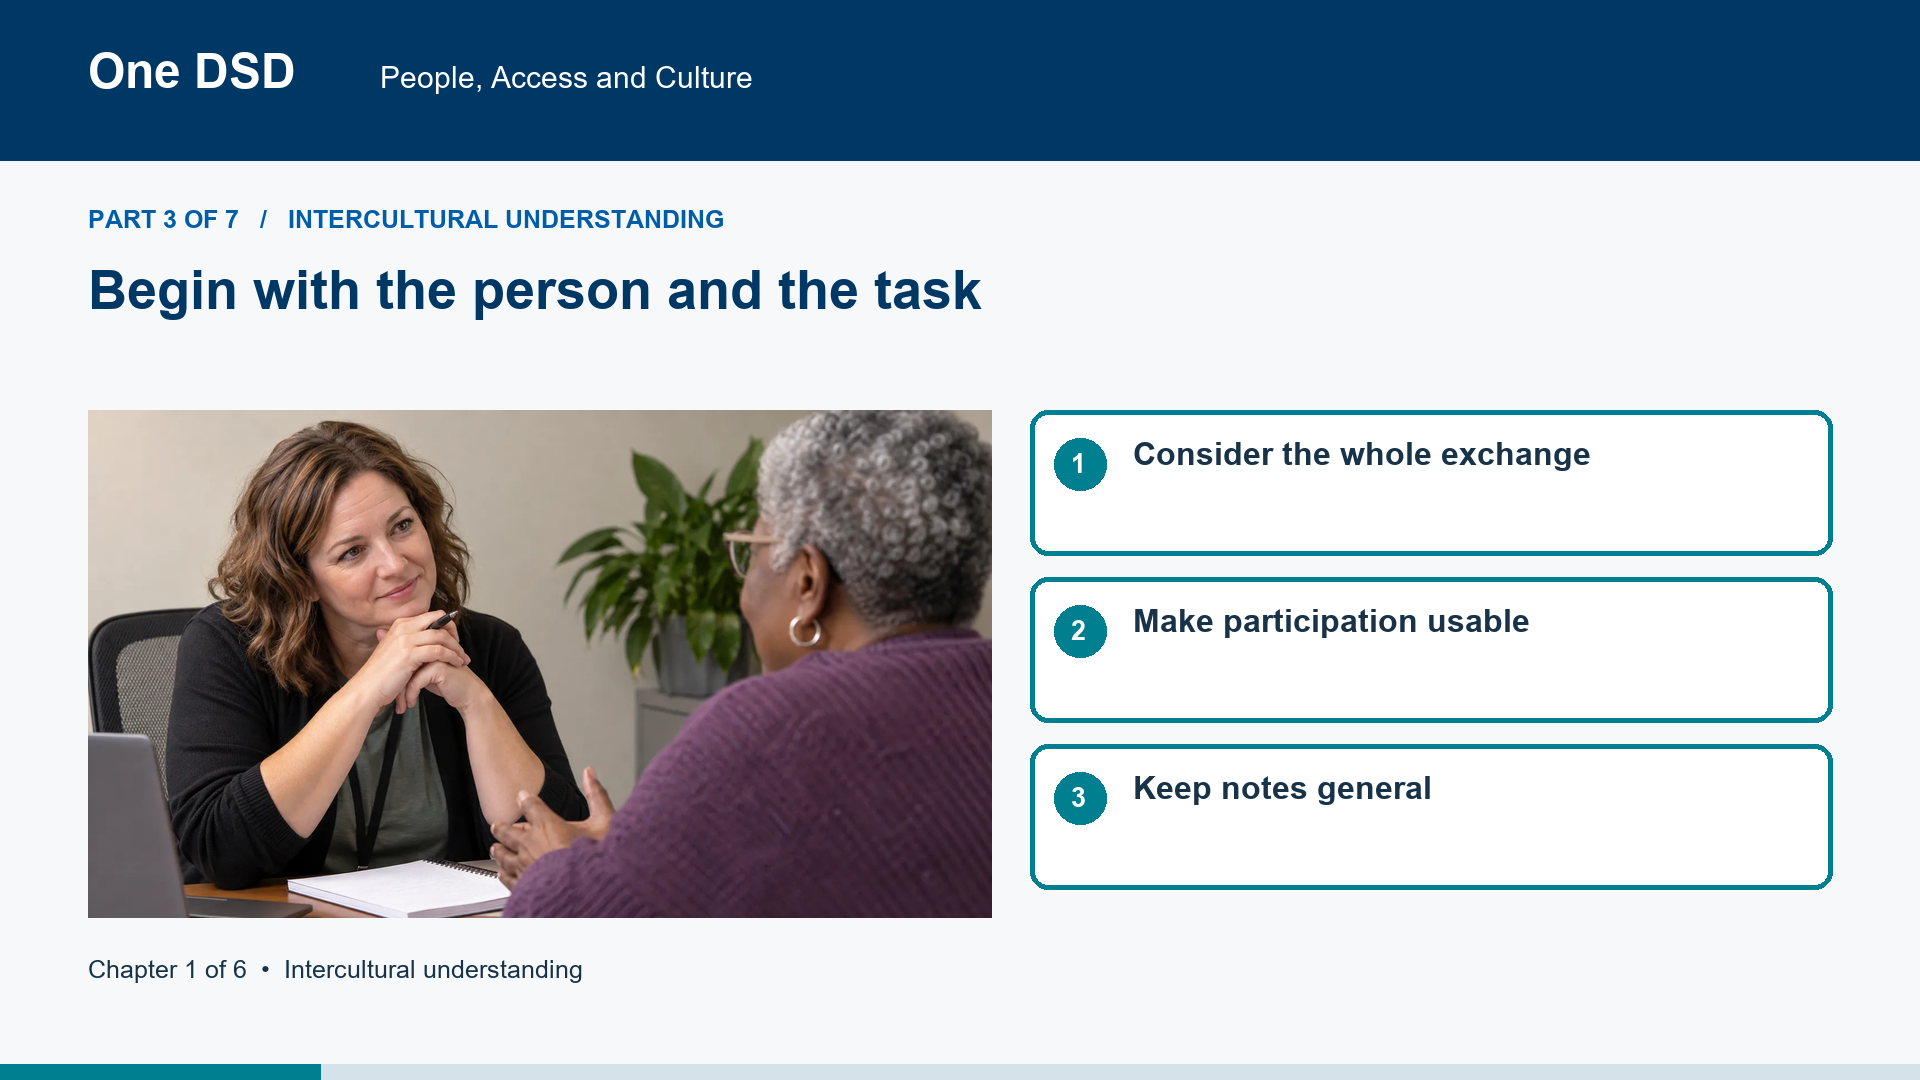 One DSD
People, Access and Culture
PART 3 OF 7 / INTERCULTURAL UNDERSTANDING
Begin with the person and the task
1
Consider the whole exchange
2
Make participation usable
3
Keep notes general
Chapter 1 of 6 • Intercultural understanding